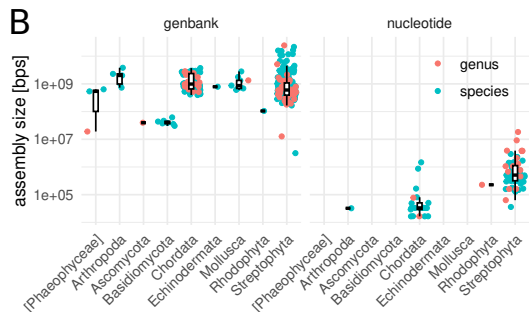 B
genbank
nucleotide
assembly size [bps]
1e+09
1e+07
1e+05
genus
species
[Phaeophyceae]
Arthropoda
Ascomycota
Basidiomycota
Chordata
Echinodermata
Mollusca
Rhodophyta
Streptophyta
[Phaeophyceae]
Arthropoda
Ascomycota
Basidiomycota
Chordata
Echinodermata
Mollusca
Rhodophyta
Streptophyta